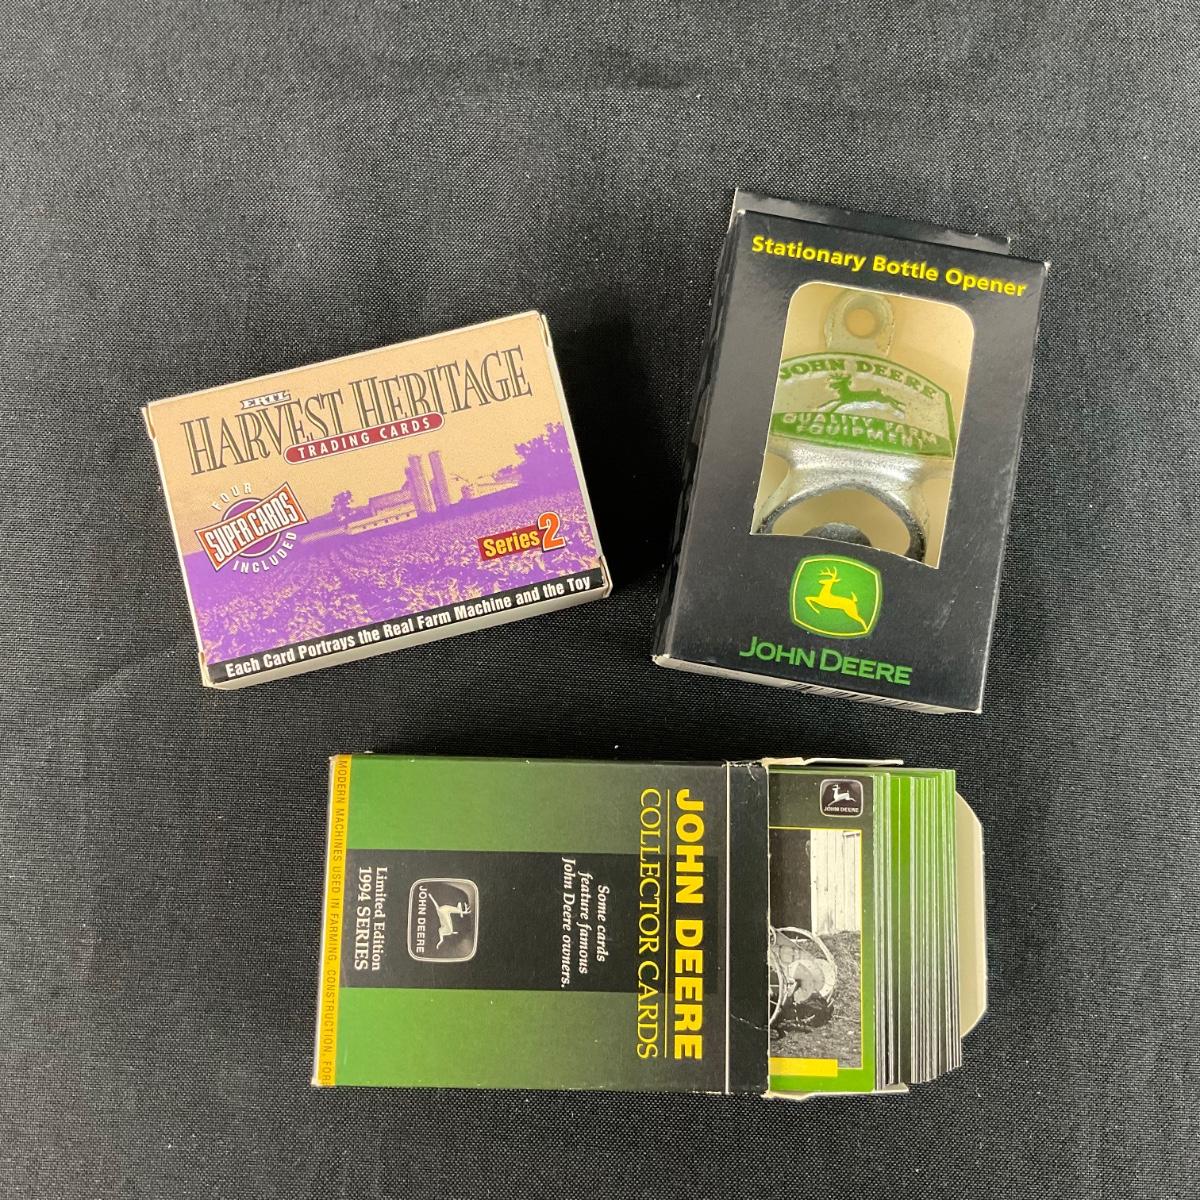 ERTL
HARVEST HERITAGE
TRADING CARDS
FOUR
SUPER CARDS
INCLUDED
Series 2
Each Card Portrays the Real Farm Machine and the Toy
Stationary Bottle Opener
JOHN DEERE
QUALITY FARM
EQUIPMENT
JOHN DEERE
JOHN DEERE
COLLECTOR CARDS
Some cards
feature famous
John Deere owners.
JOHN DEERE
Limited Edition
1994 SERIES
MODERN MACHINES USED IN FARMING, CONSTRUCTION,
JOHN DEERE